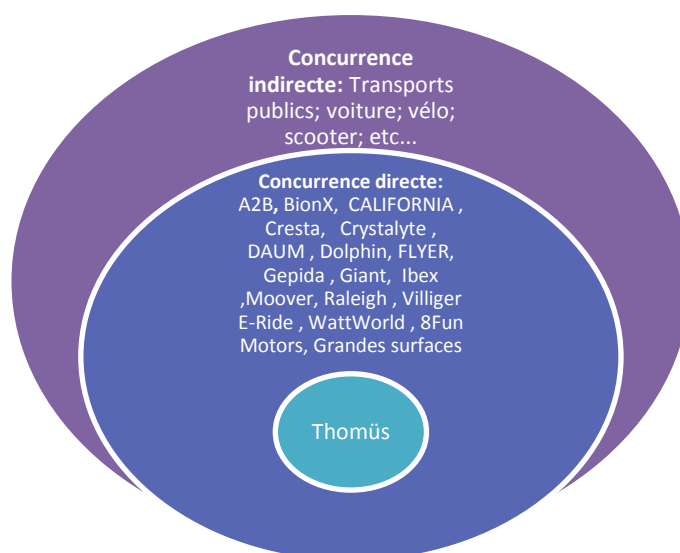 Concurrence
indirecte: Transports
publics; voiture; vélo;
scooter; etc...
Concurrence directe:
A2B, BionX, CALIFORNIA ,
Cresta, Crystalyte ,
DAUM , Dolphin, FLYER,
Gepida , Giant, Ibex
,Moover, Raleigh , Villiger
E-Ride , WattWorld , 8Fun
Motors, Grandes surfaces
Thomüs